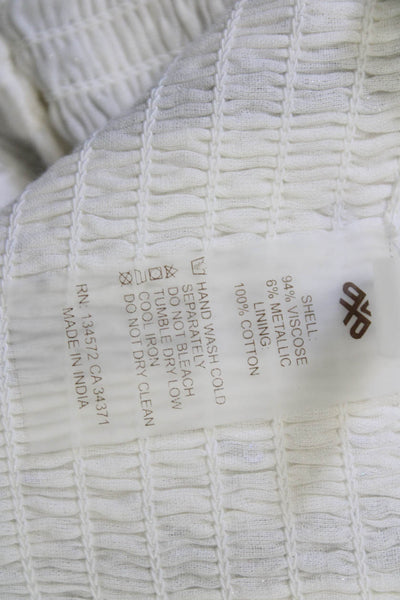 SHELL:
94% VISCOSE
6% METALLIC
LINING
100% COTTON
HAND WASH COLD
SEPARATELY
DO NOT BLEACH
TUMBLE DRY LOW
COOL IRON
DO NOT DRY CLEAN
RN: 134572 CA 34371
MADE IN INDIA